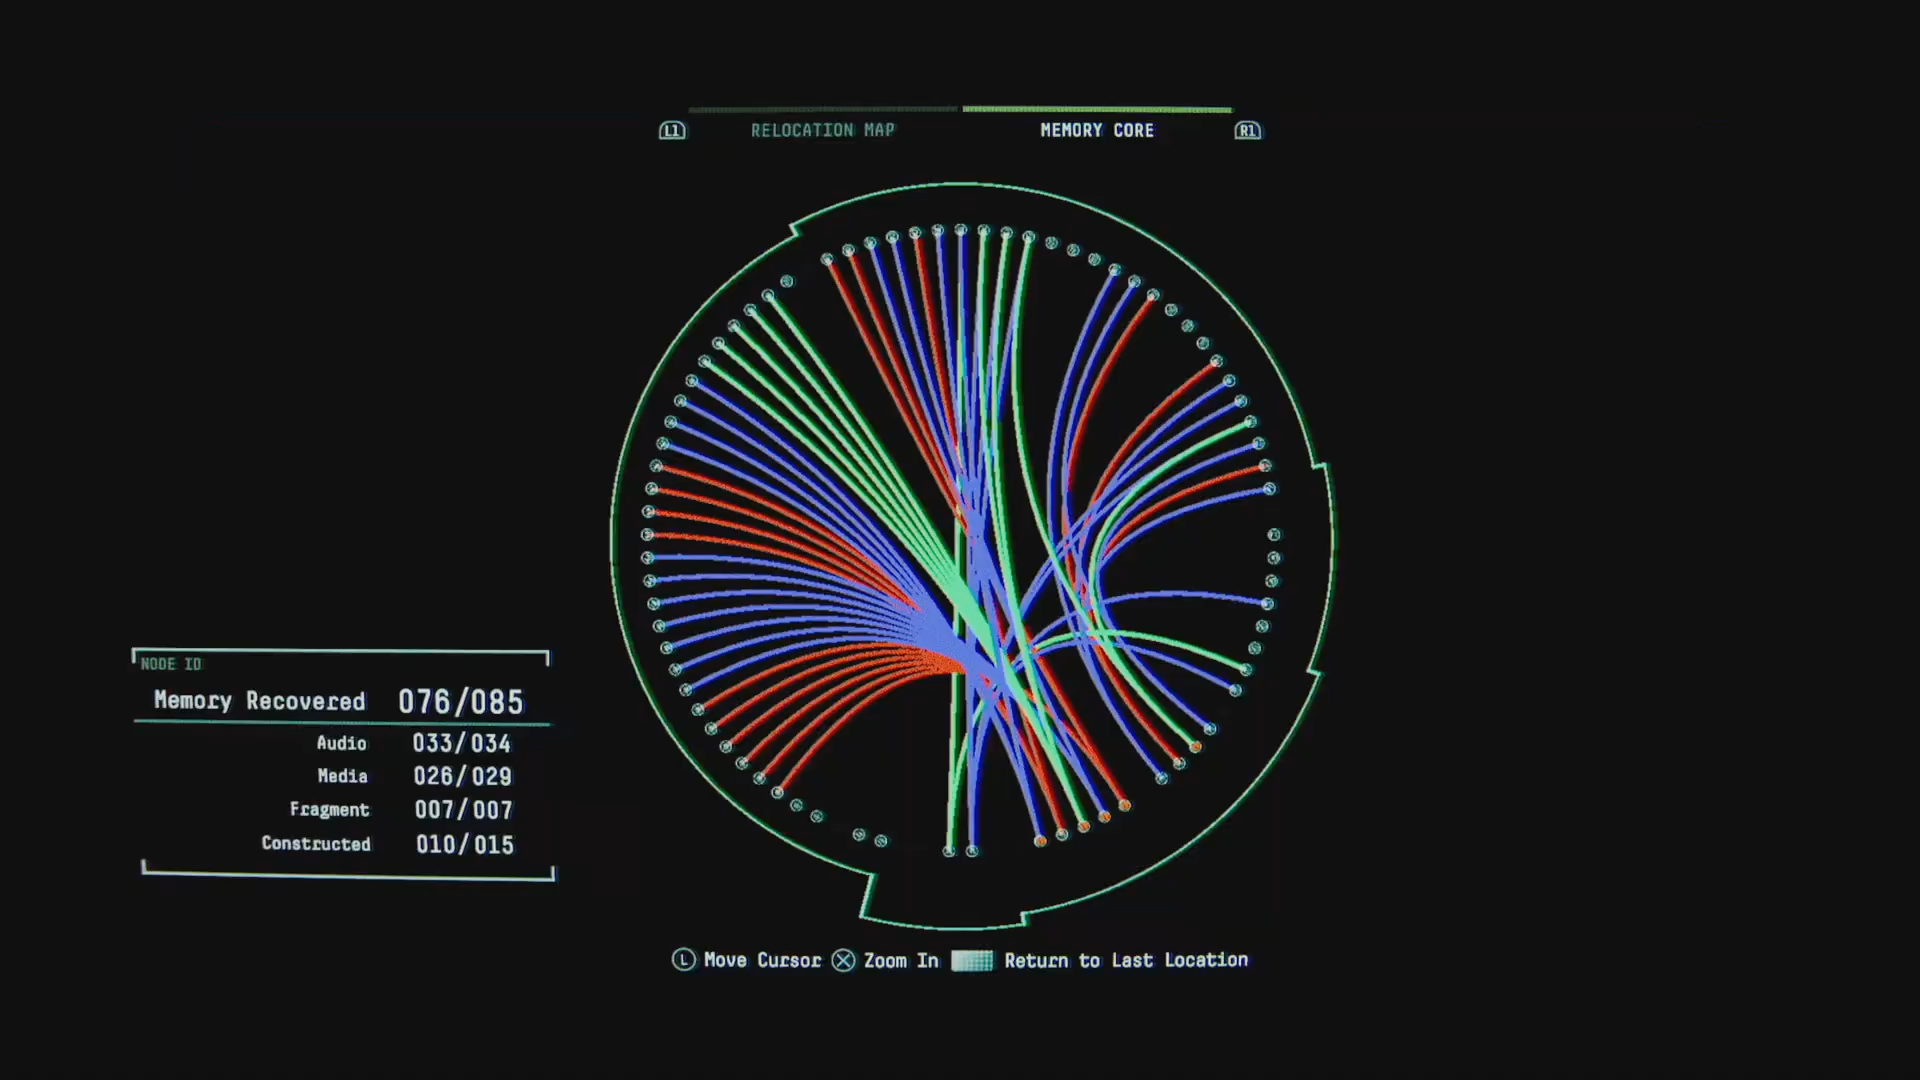 L1 RELOCATION MAP MEMORY CORE R1
NODE ID
Memory Recovered 076/085
Audio 033/034
Media 026/029
Fragment 007/007
Constructed 010/015
L Move Cursor Zoom In Return to Last Location